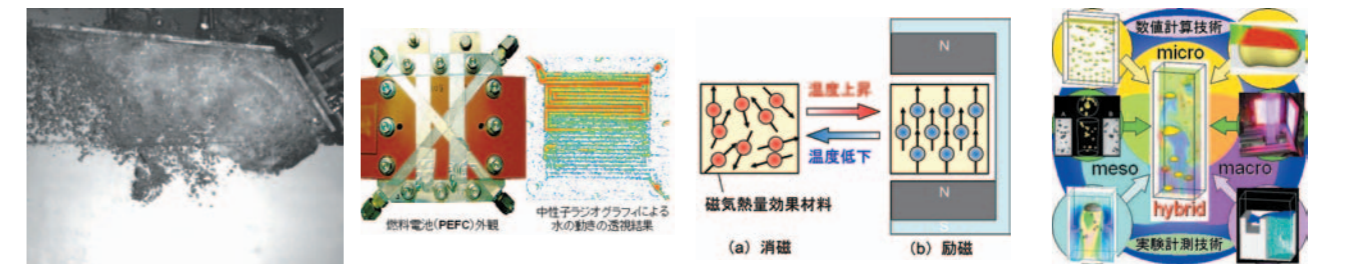 燃料電池(PEFC)外観
中性子ラジオグラフィによる
水の動きの透視結果
温度上昇
温度低下
磁気熱量効果材料
(a) 消磁
N
N
S
(b) 励磁
数値計算技術
micro
meso
macro
hybrid
実験計測技術